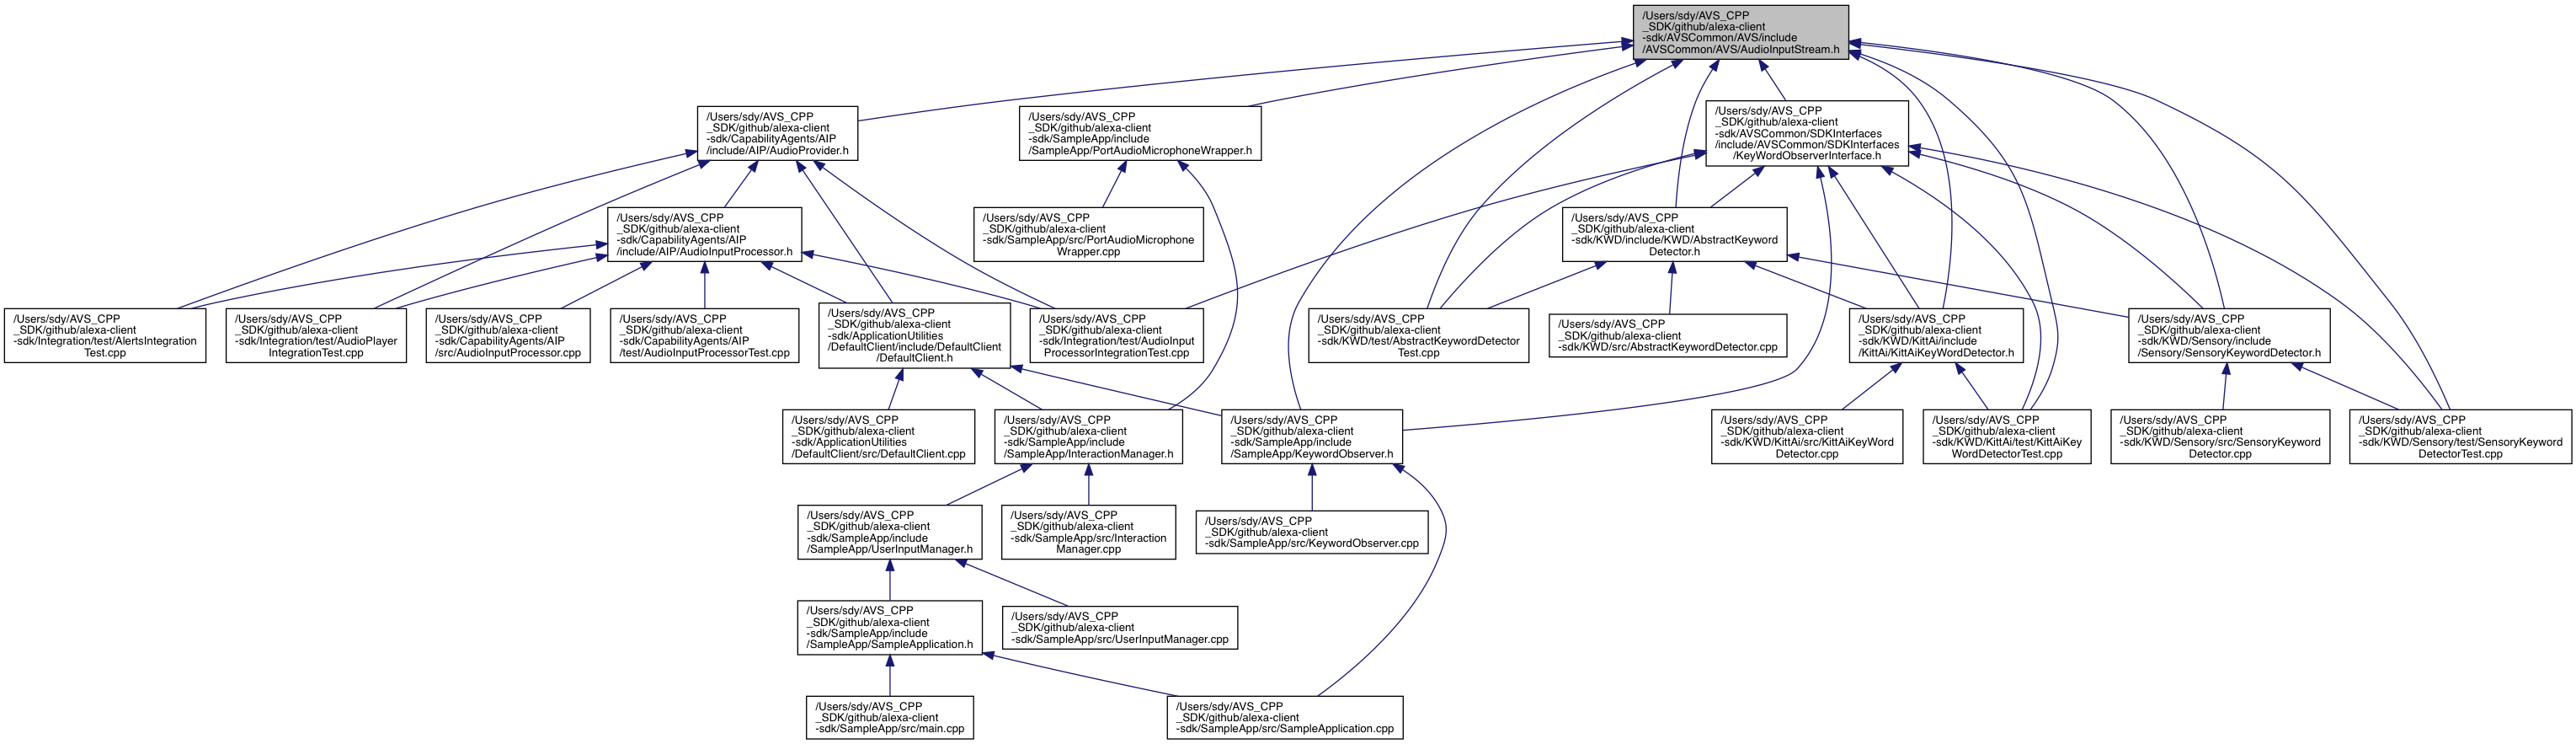 /Users/sdy/AVS_CPP
_SDK/github/alexa-client
-sdk/AVSCommon/AVS/include
/AVSCommon/AVS/AudioInputStream.h
/Users/sdy/AVS_CPP
_SDK/github/alexa-client
-sdk/CapabilityAgents/AIP
/include/AIP/AudioProvider.h
/Users/sdy/AVS_CPP
_SDK/github/alexa-client
-sdk/SampleApp/include
/SampleApp/PortAudioMicrophoneWrapper.h
/Users/sdy/AVS_CPP
_SDK/github/alexa-client
-sdk/AVSCommon/SDKInterfaces
/include/AVSCommon/SDKInterfaces
/KeyWordObserverInterface.h
/Users/sdy/AVS_CPP
_SDK/github/alexa-client
-sdk/CapabilityAgents/AIP
/include/AIP/AudioInputProcessor.h
/Users/sdy/AVS_CPP
_SDK/github/alexa-client
-sdk/SampleApp/src/PortAudioMicrophone
Wrapper.cpp
/Users/sdy/AVS_CPP
_SDK/github/alexa-client
-sdk/KWD/include/KWD/AbstractKeyword
Detector.h
/Users/sdy/AVS_CPP
_SDK/github/alexa-client
-sdk/Integration/test/AlertsIntegration
Test.cpp
/Users/sdy/AVS_CPP
_SDK/github/alexa-client
-sdk/Integration/test/AudioPlayer
IntegrationTest.cpp
/Users/sdy/AVS_CPP
_SDK/github/alexa-client
-sdk/CapabilityAgents/AIP
/src/AudioInputProcessor.cpp
/Users/sdy/AVS_CPP
_SDK/github/alexa-client
-sdk/CapabilityAgents/AIP
/test/AudioInputProcessorTest.cpp
/Users/sdy/AVS_CPP
_SDK/github/alexa-client
-sdk/ApplicationUtilities
/DefaultClient/include/DefaultClient
/DefaultClient.h
/Users/sdy/AVS_CPP
_SDK/github/alexa-client
-sdk/Integration/test/AudioInput
ProcessorIntegrationTest.cpp
/Users/sdy/AVS_CPP
_SDK/github/alexa-client
-sdk/KWD/test/AbstractKeywordDetector
Test.cpp
/Users/sdy/AVS_CPP
_SDK/github/alexa-client
-sdk/KWD/src/AbstractKeywordDetector.cpp
/Users/sdy/AVS_CPP
_SDK/github/alexa-client
-sdk/KWD/KittAi/include
/KittAi/KittAiKeyWordDetector.h
/Users/sdy/AVS_CPP
_SDK/github/alexa-client
-sdk/KWD/Sensory/include
/Sensory/SensoryKeywordDetector.h
/Users/sdy/AVS_CPP
_SDK/github/alexa-client
-sdk/ApplicationUtilities
/DefaultClient/src/DefaultClient.cpp
/Users/sdy/AVS_CPP
_SDK/github/alexa-client
-sdk/SampleApp/include
/SampleApp/InteractionManager.h
/Users/sdy/AVS_CPP
_SDK/github/alexa-client
-sdk/SampleApp/include
/SampleApp/KeywordObserver.h
/Users/sdy/AVS_CPP
_SDK/github/alexa-client
-sdk/KWD/KittAi/src/KittAiKeyWord
Detector.cpp
/Users/sdy/AVS_CPP
_SDK/github/alexa-client
-sdk/KWD/KittAi/test/KittAiKey
WordDetectorTest.cpp
/Users/sdy/AVS_CPP
_SDK/github/alexa-client
-sdk/KWD/Sensory/src/SensoryKeyword
Detector.cpp
/Users/sdy/AVS_CPP
_SDK/github/alexa-client
-sdk/KWD/Sensory/test/SensoryKeyword
DetectorTest.cpp
/Users/sdy/AVS_CPP
_SDK/github/alexa-client
-sdk/SampleApp/include
/SampleApp/UserInputManager.h
/Users/sdy/AVS_CPP
_SDK/github/alexa-client
-sdk/SampleApp/src/Interaction
Manager.cpp
/Users/sdy/AVS_CPP
_SDK/github/alexa-client
-sdk/SampleApp/src/KeywordObserver.cpp
/Users/sdy/AVS_CPP
_SDK/github/alexa-client
-sdk/SampleApp/include
/SampleApp/SampleApplication.h
/Users/sdy/AVS_CPP
_SDK/github/alexa-client
-sdk/SampleApp/src/UserInputManager.cpp
/Users/sdy/AVS_CPP
_SDK/github/alexa-client
-sdk/SampleApp/src/main.cpp
/Users/sdy/AVS_CPP
_SDK/github/alexa-client
-sdk/SampleApp/src/SampleApplication.cpp